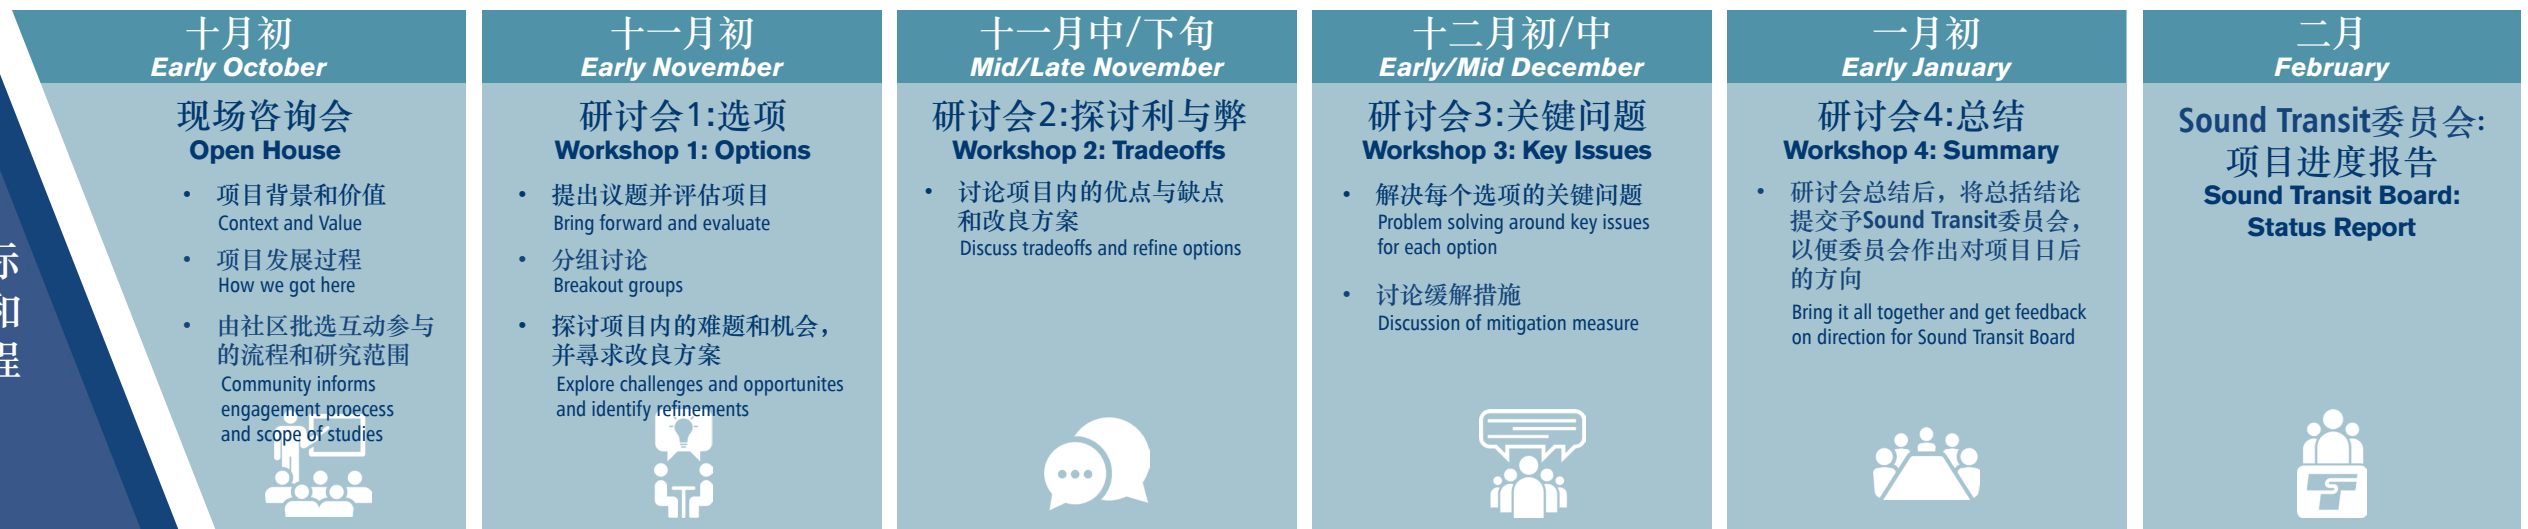 示
和
程
十月初
Early October
现场咨询会
Open House
• 项目背景和价值
Context and Value
• 项目发展过程
How we got here
• 由社区批选互动参与
的流程和研究范围
Community informs
engagement proecess
and scope of studies
十一月初
Early November
研讨会1:选项
Workshop 1: Options
• 提出议题并评估项目
Bring forward and evaluate
• 分组讨论
Breakout groups
• 探讨项目内的难题和机会，
并尋求改良方案
Explore challenges and opportunites
and identify refinements
十一月中/下旬
Mid/Late November
研讨会2:探讨利与弊
Workshop 2: Tradeoffs
• 讨论项目内的优点与缺点
和改良方案
Discuss tradeoffs and refine options
十二月初/中
Early/Mid December
研讨会3:关键问题
Workshop 3: Key Issues
• 解决每个选项的关键问题
Problem solving around key issues
for each option
• 讨论缓解措施
Discussion of mitigation measure
一月初
Early January
研讨会4:总结
Workshop 4: Summary
• 研讨会总结后，将总括结论
提交予Sound Transit委员会，
以便委员会作出对项目日后
的方向
Bring it all together and get feedback
on direction for Sound Transit Board
二月
February
Sound Transit委员会:
项目进度报告
Sound Transit Board:
Status Report